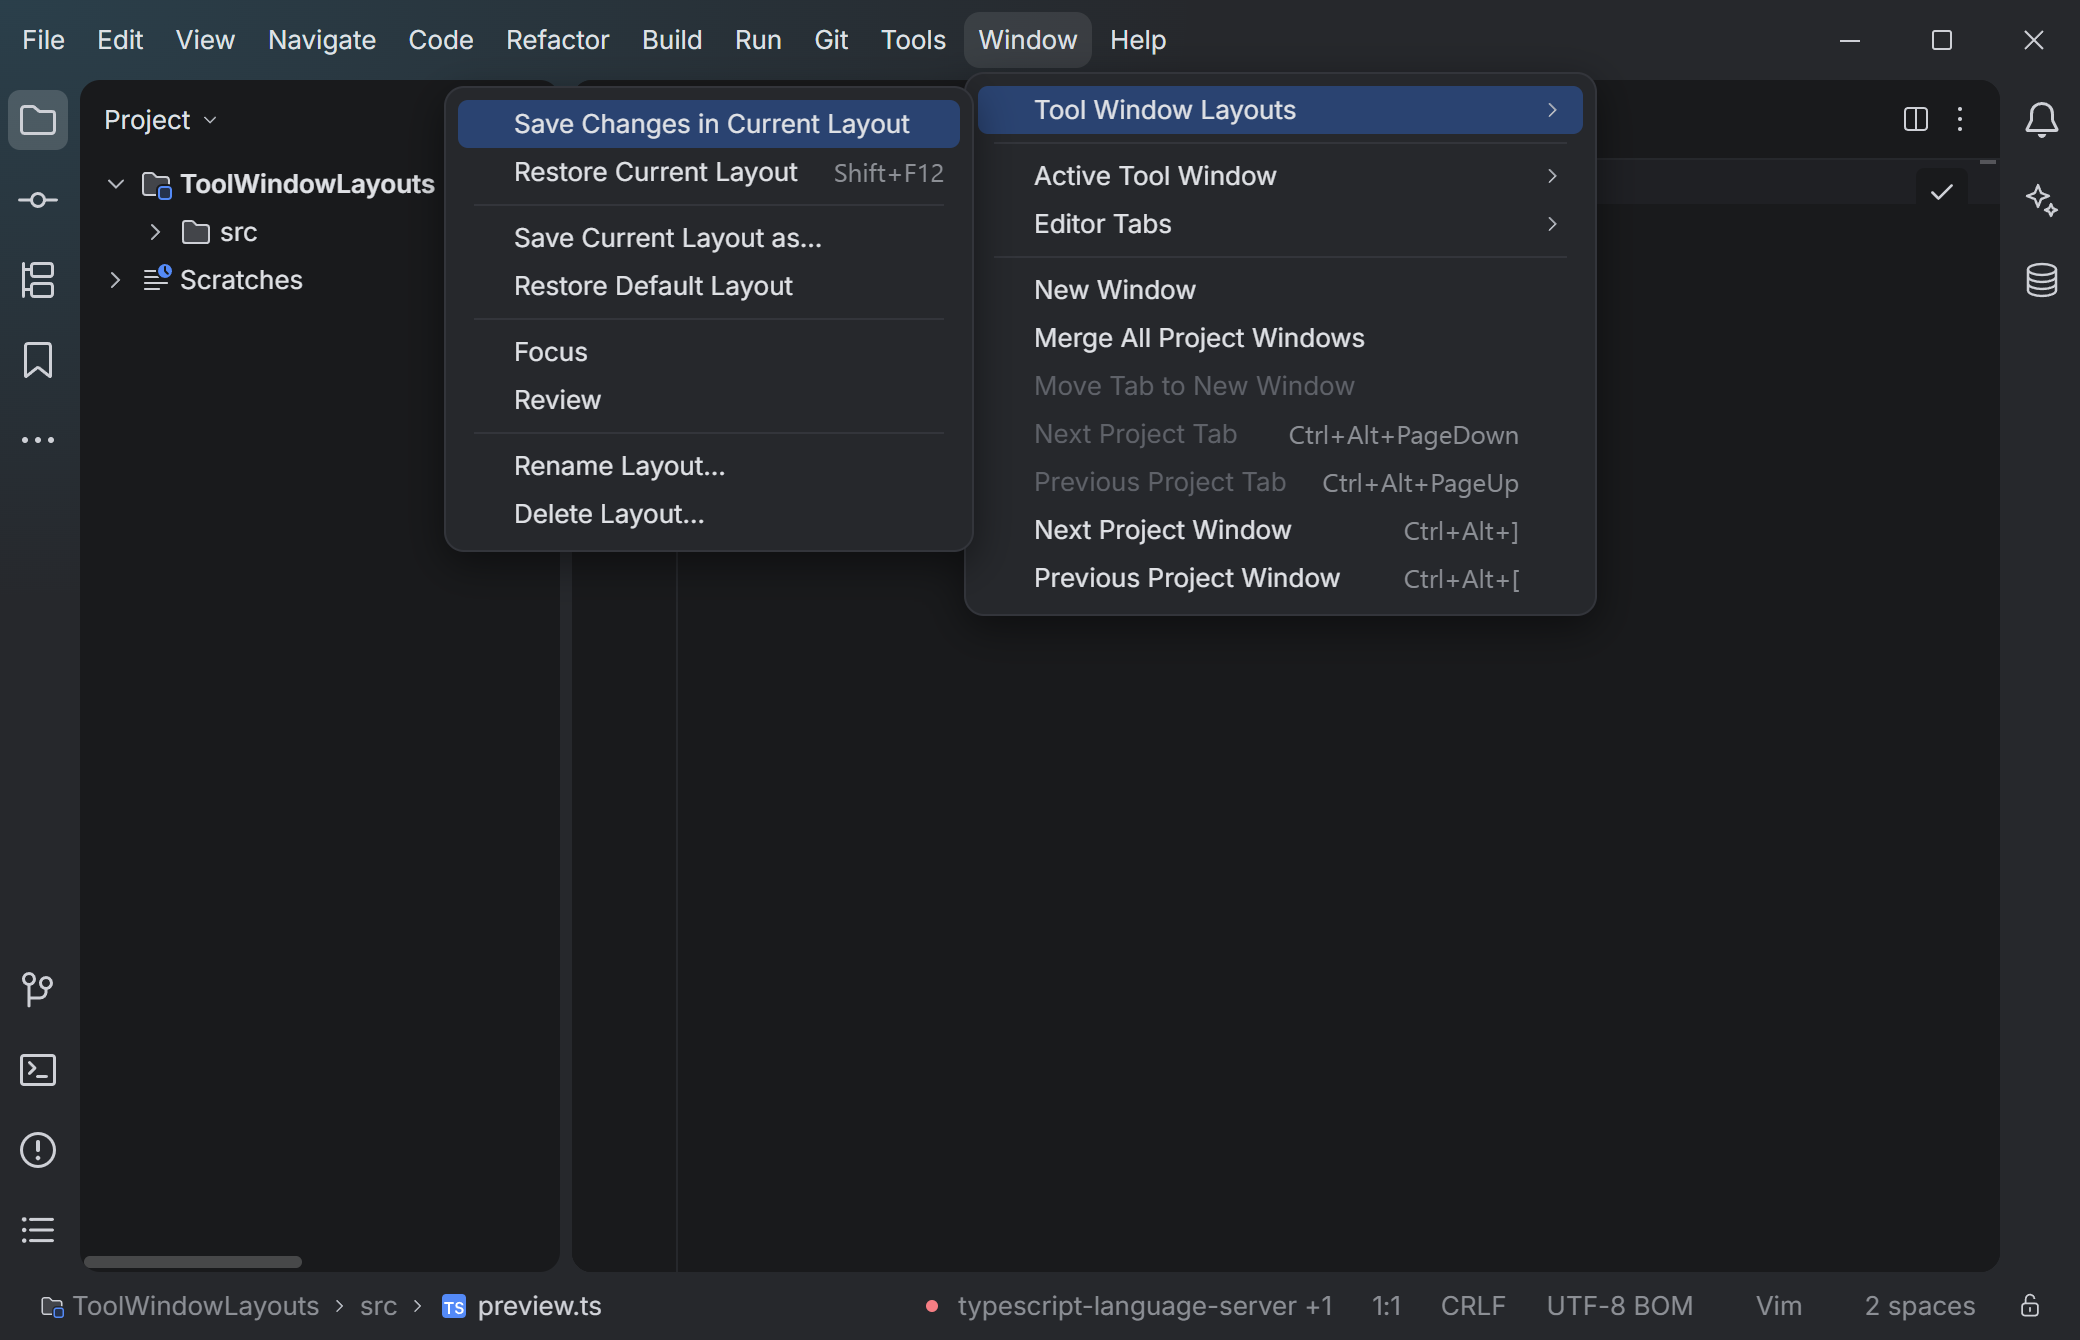 File Edit View Navigate Code Refactor Build Run Git Tools Window Help
Project
ToolWindowLayouts
src
Scratches
Save Changes in Current Layout
Restore Current Layout Shift+F12
Save Current Layout as...
Restore Default Layout
Focus
Review
Rename Layout...
Delete Layout...
Tool Window Layouts
Active Tool Window
Editor Tabs
New Window
Merge All Project Windows
Move Tab to New Window
Next Project Tab Ctrl+Alt+PageDown
Previous Project Tab Ctrl+Alt+PageUp
Next Project Window Ctrl+Alt+]
Previous Project Window Ctrl+Alt+[
ToolWindowLayouts > src > TS preview.ts typescript-language-server +1 1:1 CRLF UTF-8 BOM Vim 2 spaces